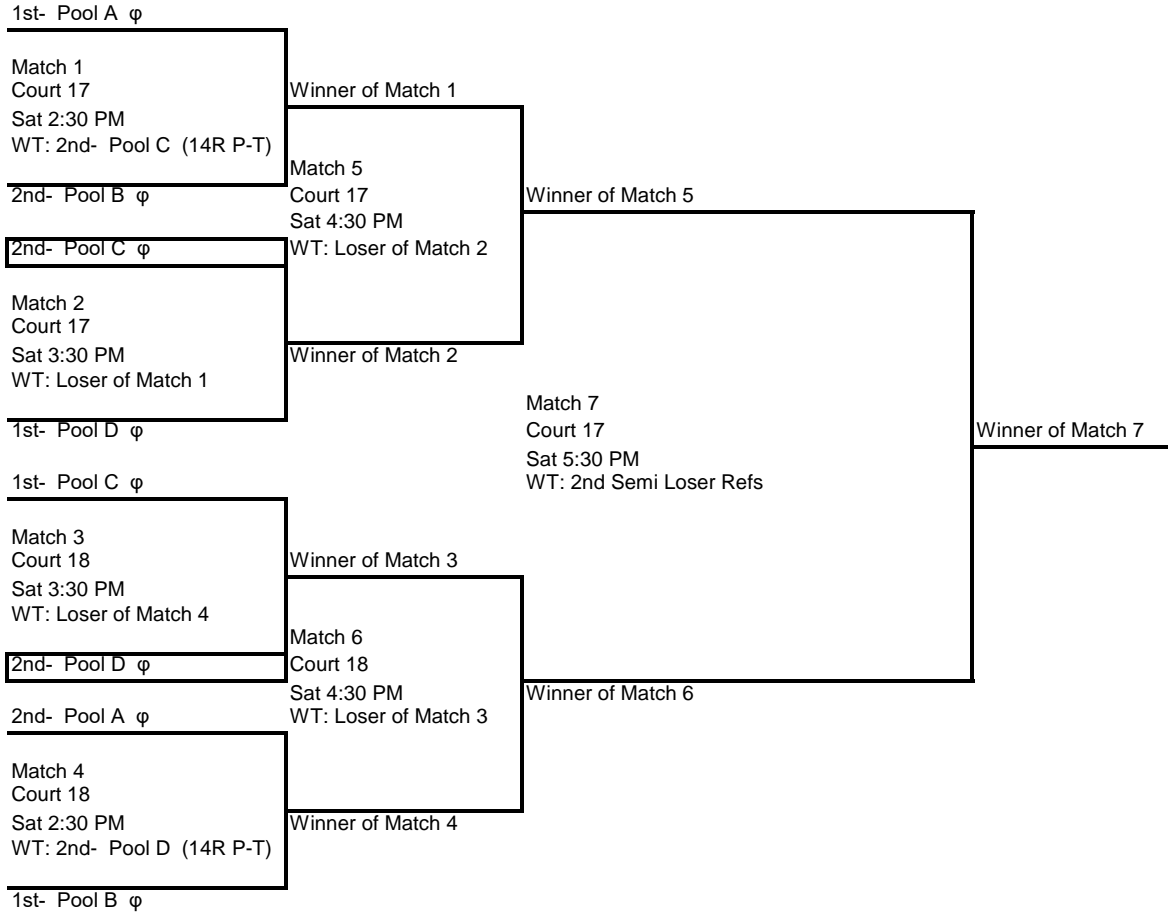 1st- Pool A φ
Match 1
Court 17
Sat 2:30 PM
WT: 2nd- Pool C (14R P-T)
2nd- Pool B φ
2nd- Pool C φ
Match 2
Court 17
Sat 3:30 PM
WT: Loser of Match 1
1st- Pool D φ
1st- Pool C φ
Match 3
Court 18
Sat 3:30 PM
WT: Loser of Match 4
2nd- Pool D φ
2nd- Pool A φ
Match 4
Court 18
Sat 2:30 PM
WT: 2nd- Pool D (14R P-T)
1st- Pool B φ
Winner of Match 1
Match 5
Court 17
Sat 4:30 PM
WT: Loser of Match 2
Winner of Match 2
Winner of Match 3
Match 6
Court 18
Sat 4:30 PM
WT: Loser of Match 3
Winner of Match 4
Winner of Match 5
Match 7
Court 17
Sat 5:30 PM
WT: 2nd Semi Loser Refs
Winner of Match 6
Winner of Match 7